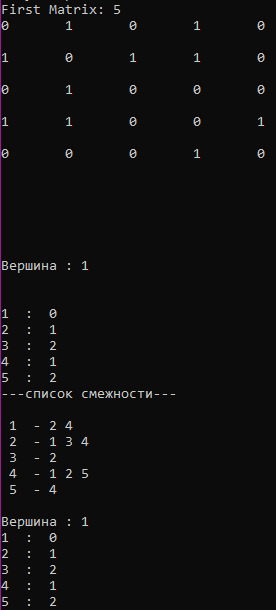 First Matrix: 5
0 1 0 1 0
1 0 1 1 0
0 1 0 0 0
1 1 0 0 1
0 0 0 1 0
Вершина : 1
1 : 0
2 : 1
3 : 2
4 : 1
5 : 2
---список смежности---
1 - 2 4
2 - 1 3 4
3 - 2
4 - 1 2 5
5 - 4
Вершина : 1
1 : 0
2 : 1
3 : 2
4 : 1
5 : 2